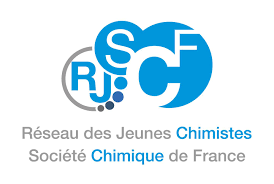 SCF
RJ
Réseau des Jeunes Chimistes
Société Chimique de France